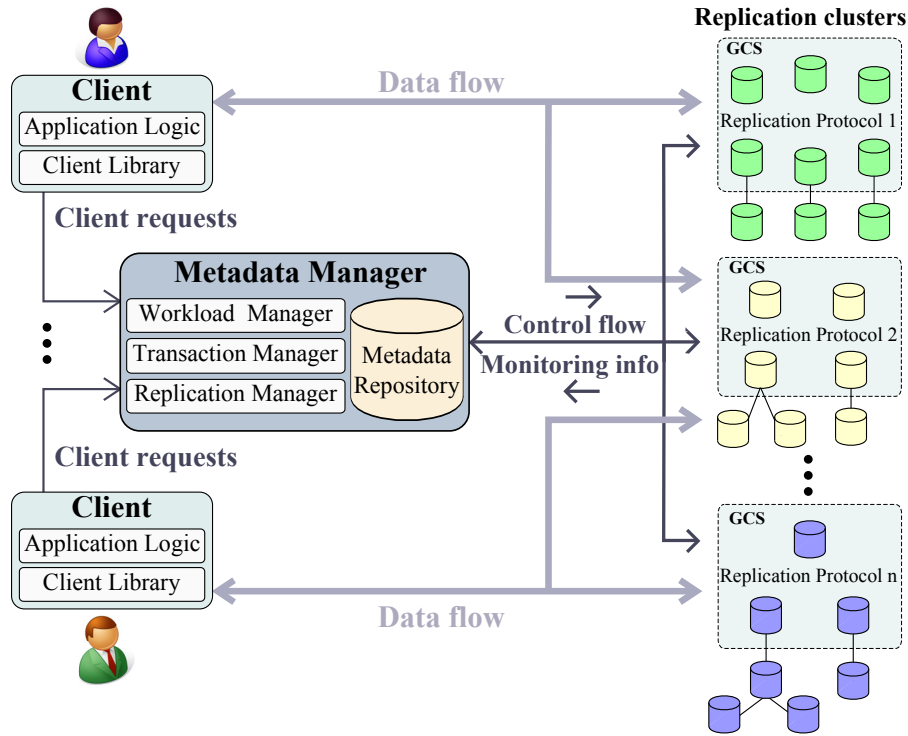 Replication clusters
GCS
Replication Protocol 1
Client
Application Logic
Client Library
Data flow
Client requests
Metadata Manager
Workload Manager
Transaction Manager
Replication Manager
Metadata
Repository
Control flow
Monitoring info
GCS
Replication Protocol 2
Client requests
Client
Application Logic
Client Library
Data flow
GCS
Replication Protocol n